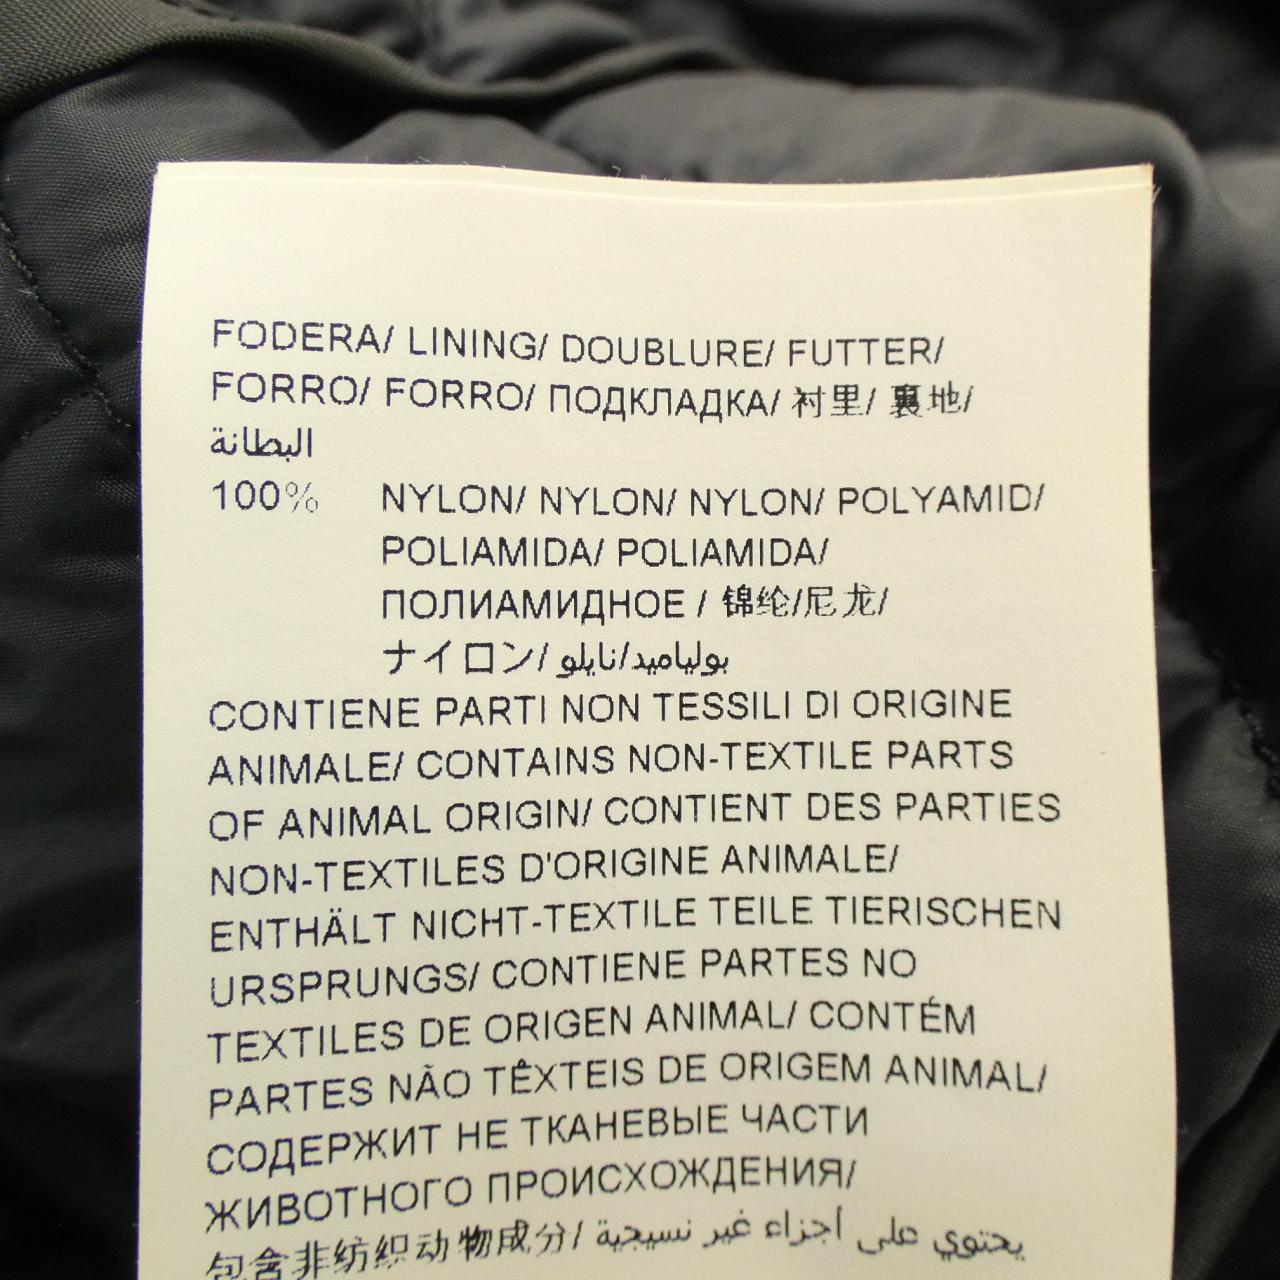 FODERA/ LINING/ DOUBLURE/ FUTTER/
FORRO/ FORRO/ ПОДКЛАДКА/ 衬里/ 裏地/
البطانة
100% NYLON/ NYLON/ NYLON/ POLYAMID/
POLIAMIDA/ POLIAMIDA/
ПОЛИАМИДНОЕ / 锦纶/尼龙/
ナイロン/ بولياميد/نايلو
CONTIENE PARTI NON TESSILI DI ORIGINE
ANIMALE/ CONTAINS NON-TEXTILE PARTS
OF ANIMAL ORIGIN/ CONTIENT DES PARTIES
NON-TEXTILES D'ORIGINE ANIMALE/
ENTHÄLT NICHT-TEXTILE TEILE TIERISCHEN
URSPRUNGS/ CONTIENE PARTES NO
TEXTILES DE ORIGEN ANIMAL/ CONTÉM
PARTES NÃO TÊXTEIS DE ORIGEM ANIMAL/
СОДЕРЖИТ НЕ ТКАНЕВЫЕ ЧАСТИ
ЖИВОТНОГО ПРОИСХОЖДЕНИЯ/
包含非纺织动物成分/ يحتوي على أجزاء غير نسيجية